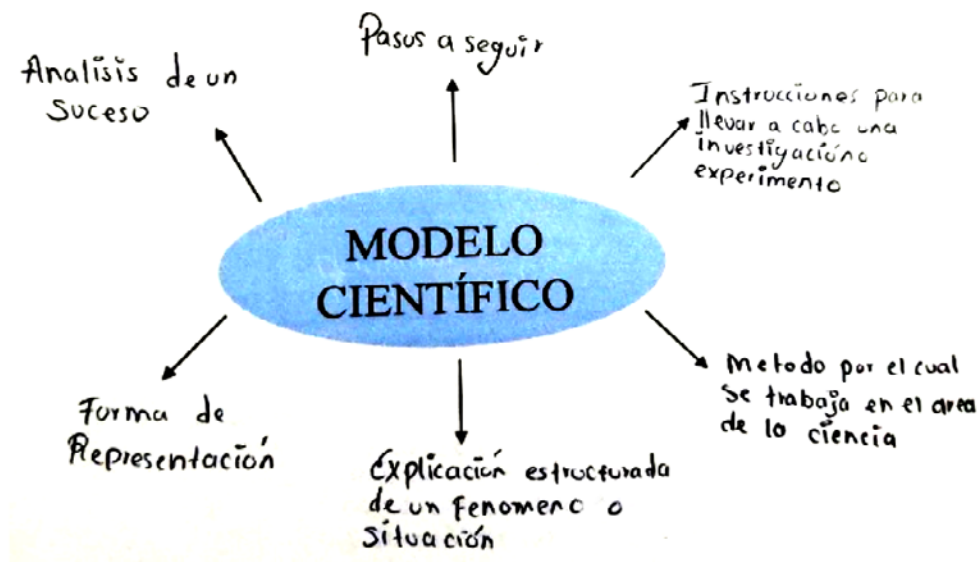 Pasos a seguir
Analisis de un
Suceso
Instrucciones para
llevar a cabo una
investigacióno
experimento
MODELO
CIENTÍFICO
Metodo por el cual
Se trabaja en el area
de la ciencia
Forma de
Representación
Explicación estructurada
de un fenomeno o
situación